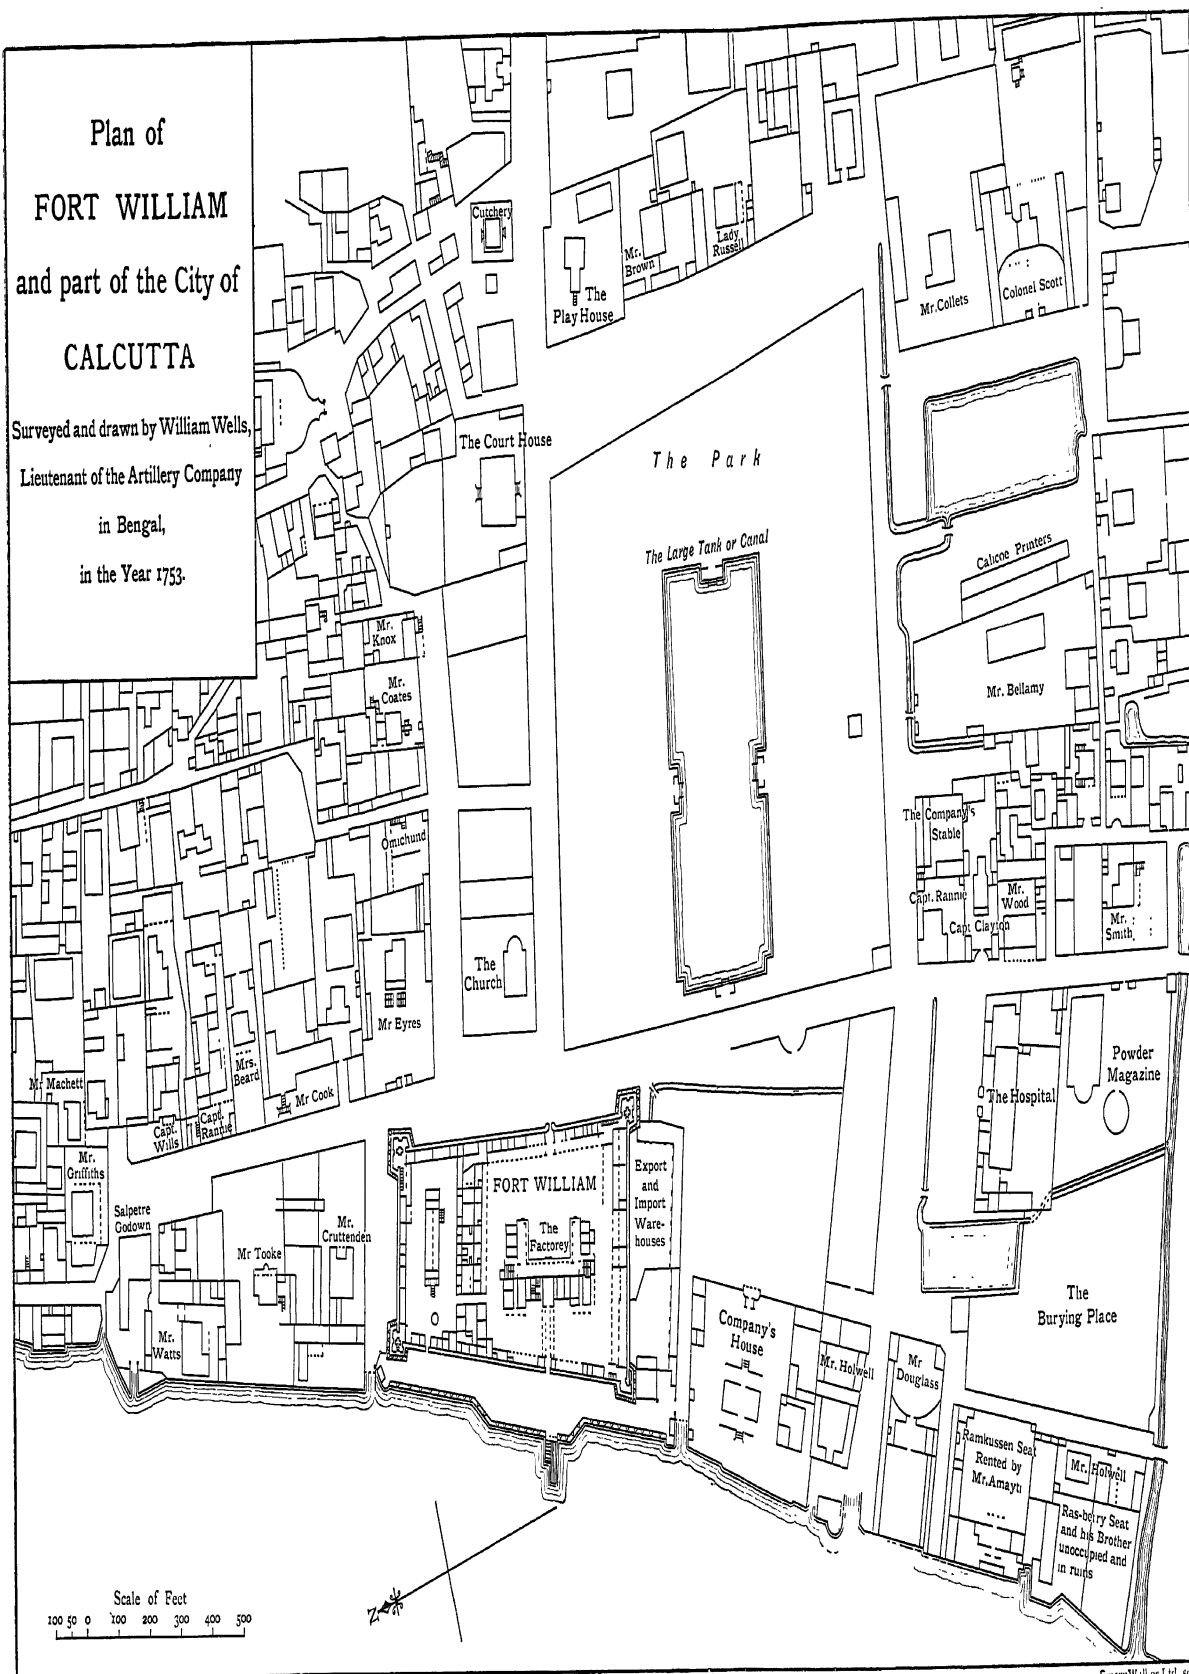 Plan of
FORT WILLIAM
and part of the City of
CALCUTTA
Surveyed and drawn by William Wells,
Lieutenant of the Artillery Company
in Bengal,
in the Year 1753.
Cutchery
The
Play House
Mr.
Brown
Lady
Russell
Mr. Collets
Colonel Scott
The Court House
The Park
The Large Tank or Canal
Calicoe Printers
Mr. Bellamy
Mr.
Knox
Mr.
Coates
Omichund
The Company's
Stable
Capt. Rannie
Capt Clayton
Mr.
Wood
Mr.
Smith
The
Church
Mr Eyres
Mrs.
Beard
Mr Cook
Mr Machett
Capt.
Wills
Capt.
Rannie
Mr.
Griffiths
Salpetre
Godown
Mr Tooke
Mr.
Cruttenden
Mr.
Watts
FORT WILLIAM
The
Factorey
Export
and
Import
Ware-
houses
The Hospital
Powder
Magazine
The
Burying Place
Company's
House
Mr. Holwell
Mr
Douglass
Ramkussen Seat
Rented by
Mr. Amaytt
Mr. Holwell
Ras-berry Seat
and his Brother
unoccupied and
in ruins
N
Scale of Feet
100 50 0 100 200 300 400 500